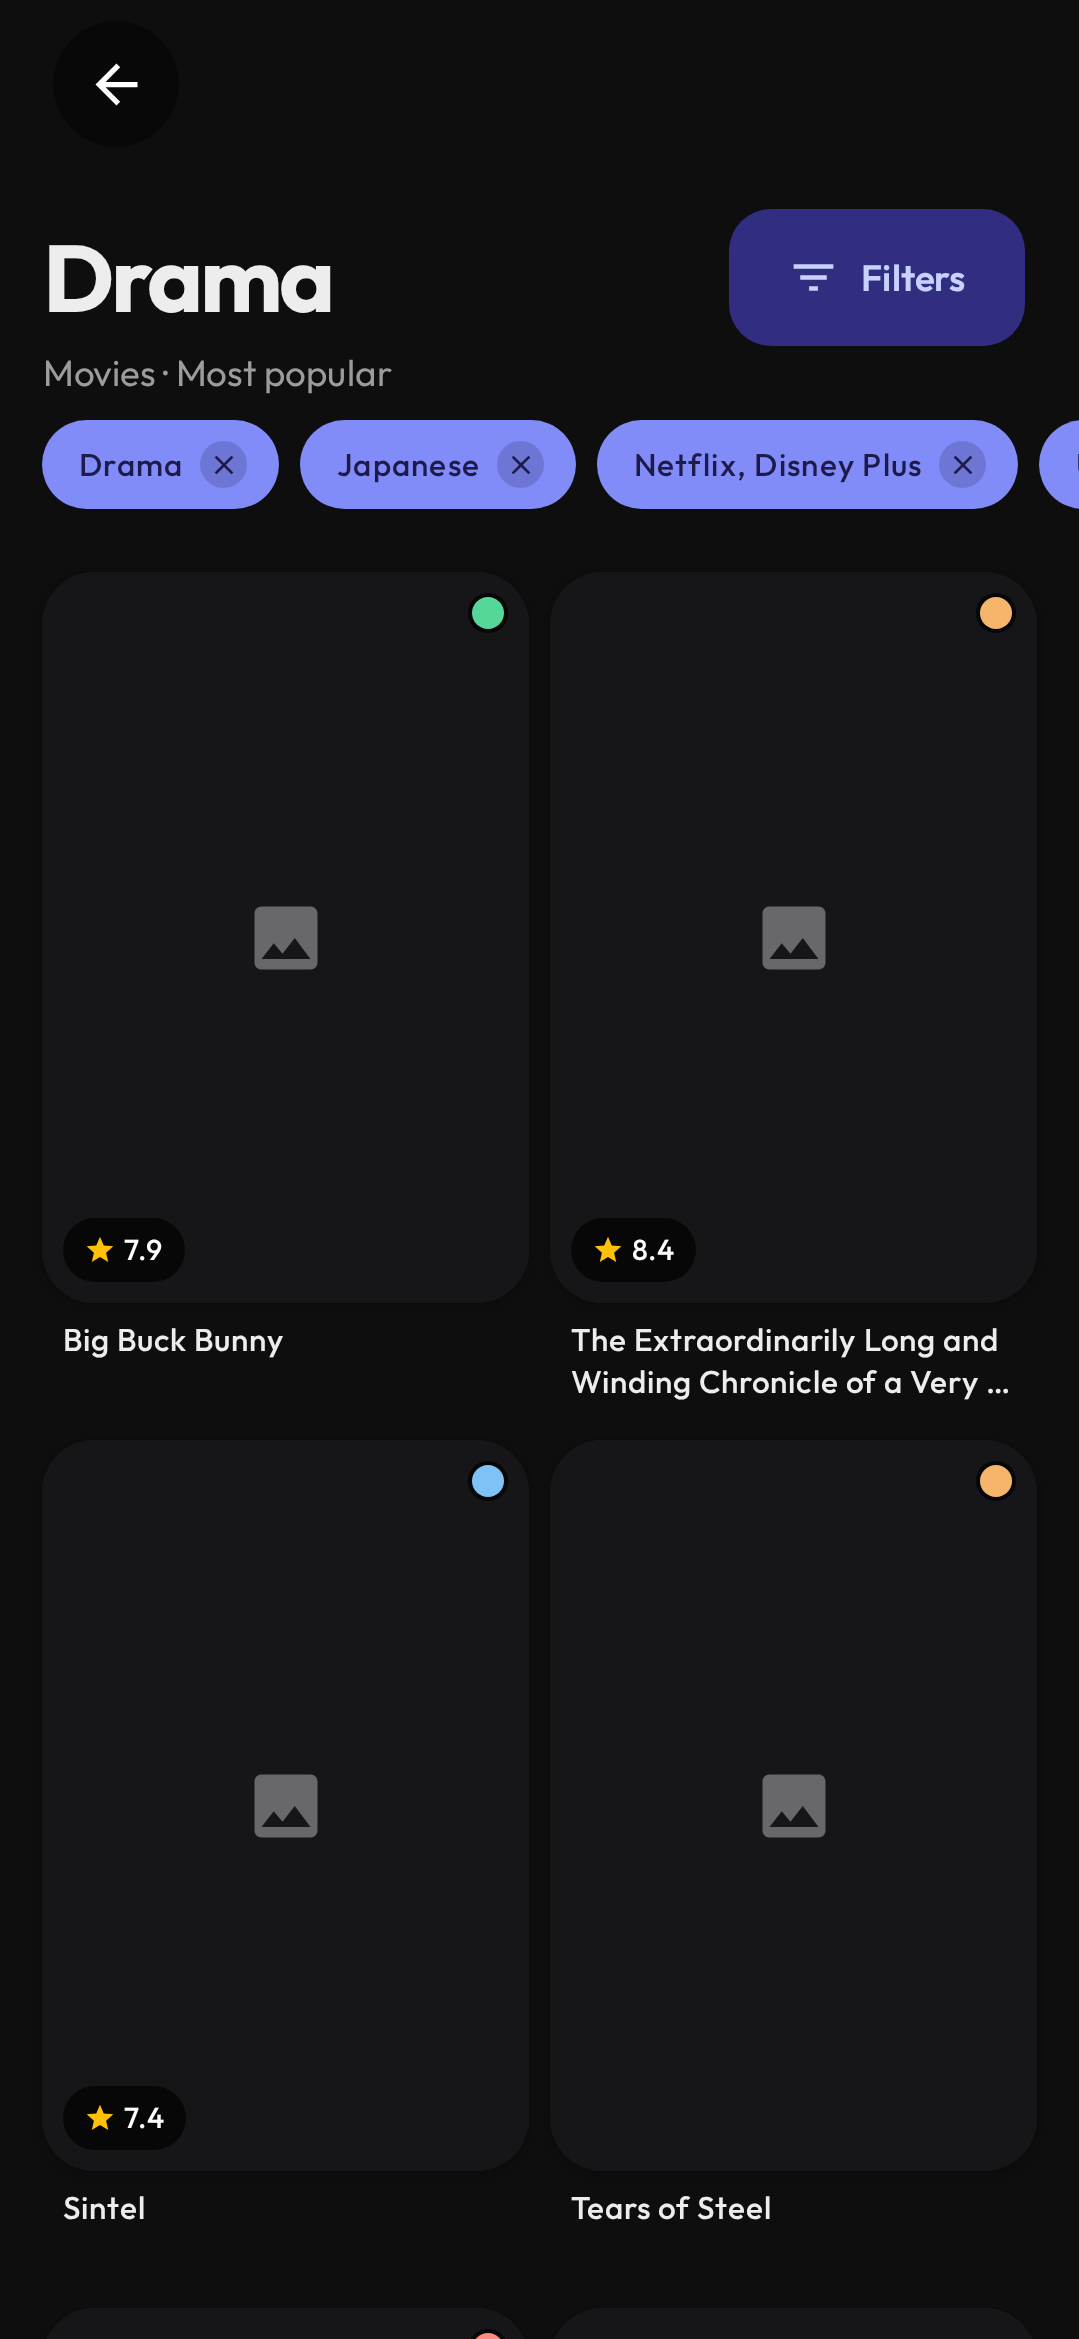 Drama
Filters
Movies · Most popular
Drama
Japanese
Netflix, Disney Plus
7.9
8.4
Big Buck Bunny
The Extraordinarily Long and
Winding Chronicle of a Very ...
7.4
Sintel
Tears of Steel